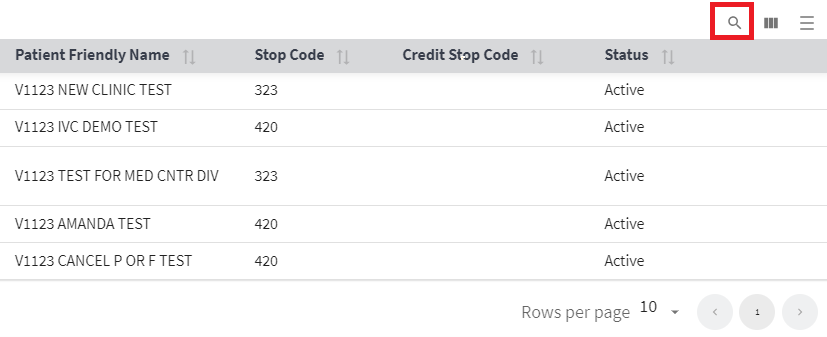 Patient Friendly Name Stop Code Credit Stop Code Status
V1123 NEW CLINIC TEST 323 Active
V1123 IVC DEMO TEST 420 Active
V1123 TEST FOR MED CNTR DIV 323 Active
V1123 AMANDA TEST 420 Active
V1123 CANCEL P OR F TEST 420 Active
Rows per page 10 1